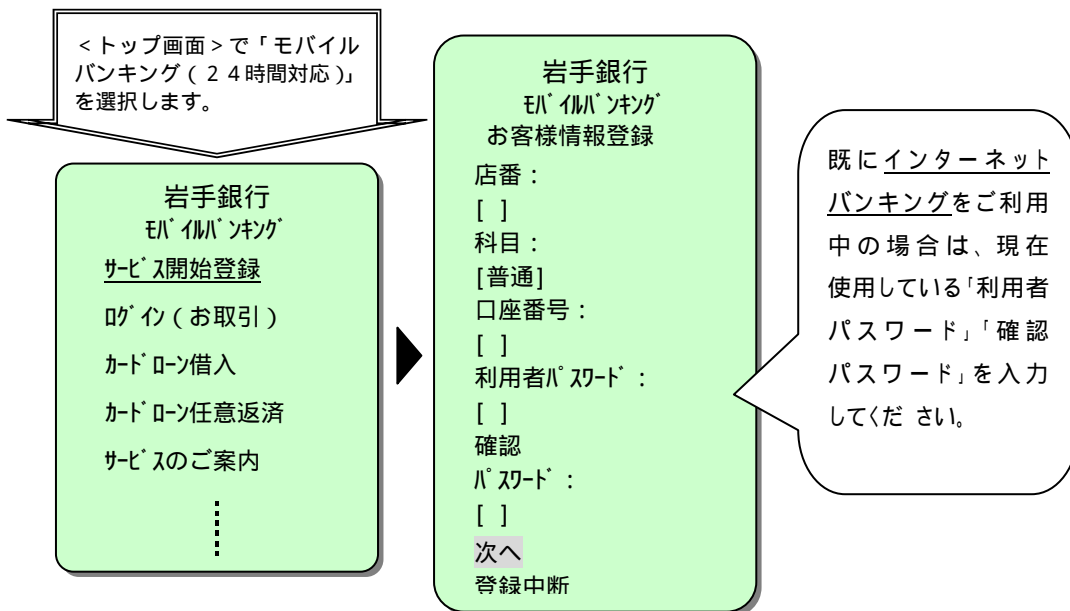 ＜トップ画面＞で「モバイル
バンキング（２４時間対応）」
を選択します。
岩手銀行
ﾓﾊﾞｲﾙﾊﾞﾝｷﾝｸﾞ
ｻｰﾋﾞｽ開始登録
ﾛｸﾞｲﾝ（お取引）
ｶｰﾄﾞﾛｰﾝ借入
ｶｰﾄﾞﾛｰﾝ任意返済
ｻｰﾋﾞｽのご案内
岩手銀行
ﾓﾊﾞｲﾙﾊﾞﾝｷﾝｸﾞ
お客様情報登録
店番：
[ ]
科目：
[普通]
口座番号：
[ ]
利用者ﾊﾟｽﾜｰﾄﾞ：
[ ]
確認
ﾊﾟｽﾜｰﾄﾞ：
[ ]
次へ
登録中断
既にインターネット
バンキングをご利用
中の場合は、現在
使用している「利用者
パスワード」「確認
パスワード」を入力
してくだ さい。